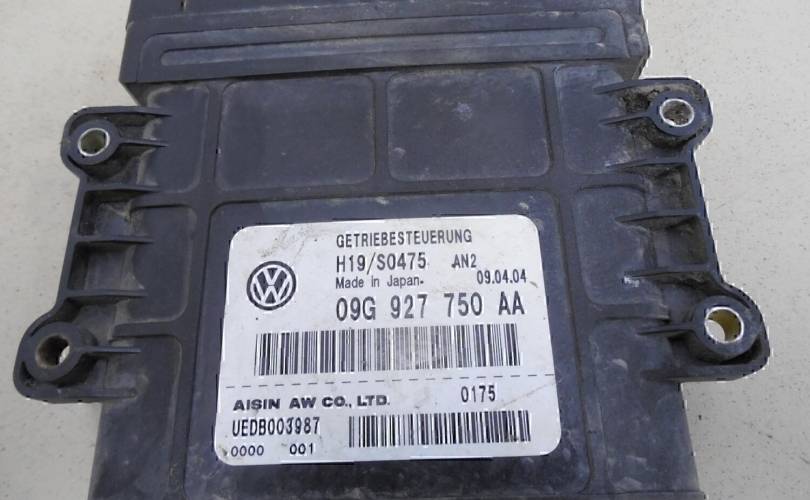 GETRIEBESTEUERUNG
H19/S0475 AN2
Made in Japan. 09.04.04
09G 927 750 AA
AISIN AW CO., LTD. 0175
UEDB003987
0000 001